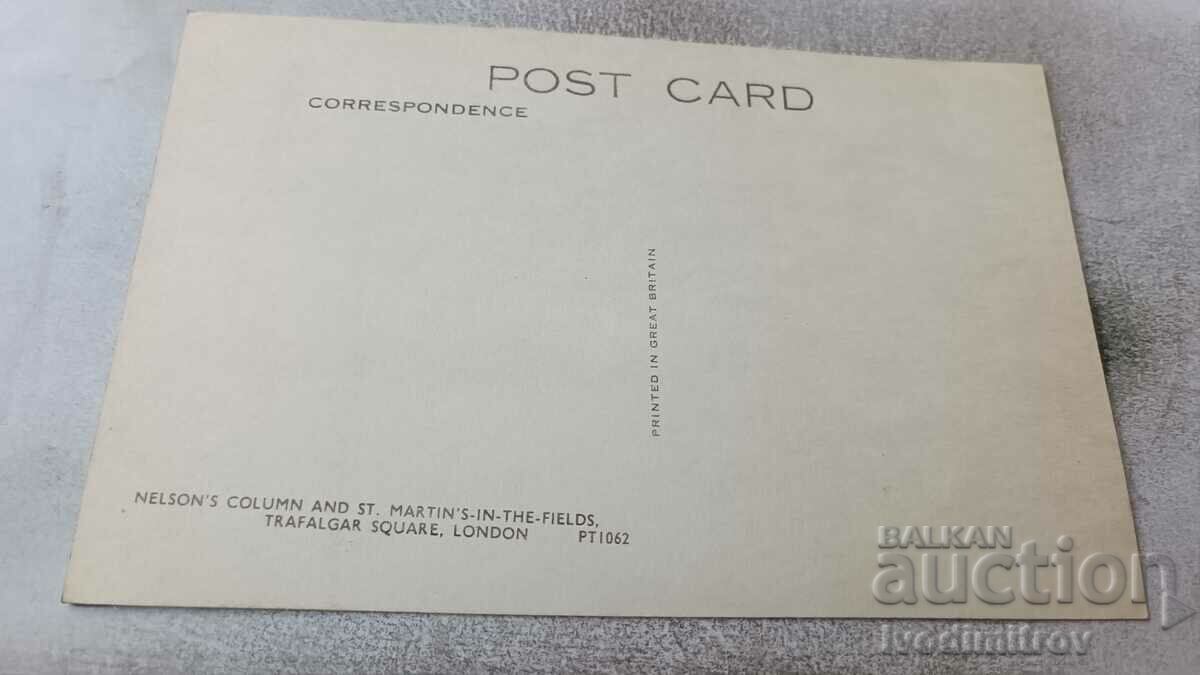 POST CARD
CORRESPONDENCE
PRINTED IN GREAT BRITAIN
NELSON'S COLUMN AND ST. MARTIN'S-IN-THE-FIELDS,
TRAFALGAR SQUARE, LONDON PT1062
BALKAN
auction
ivodimitrov